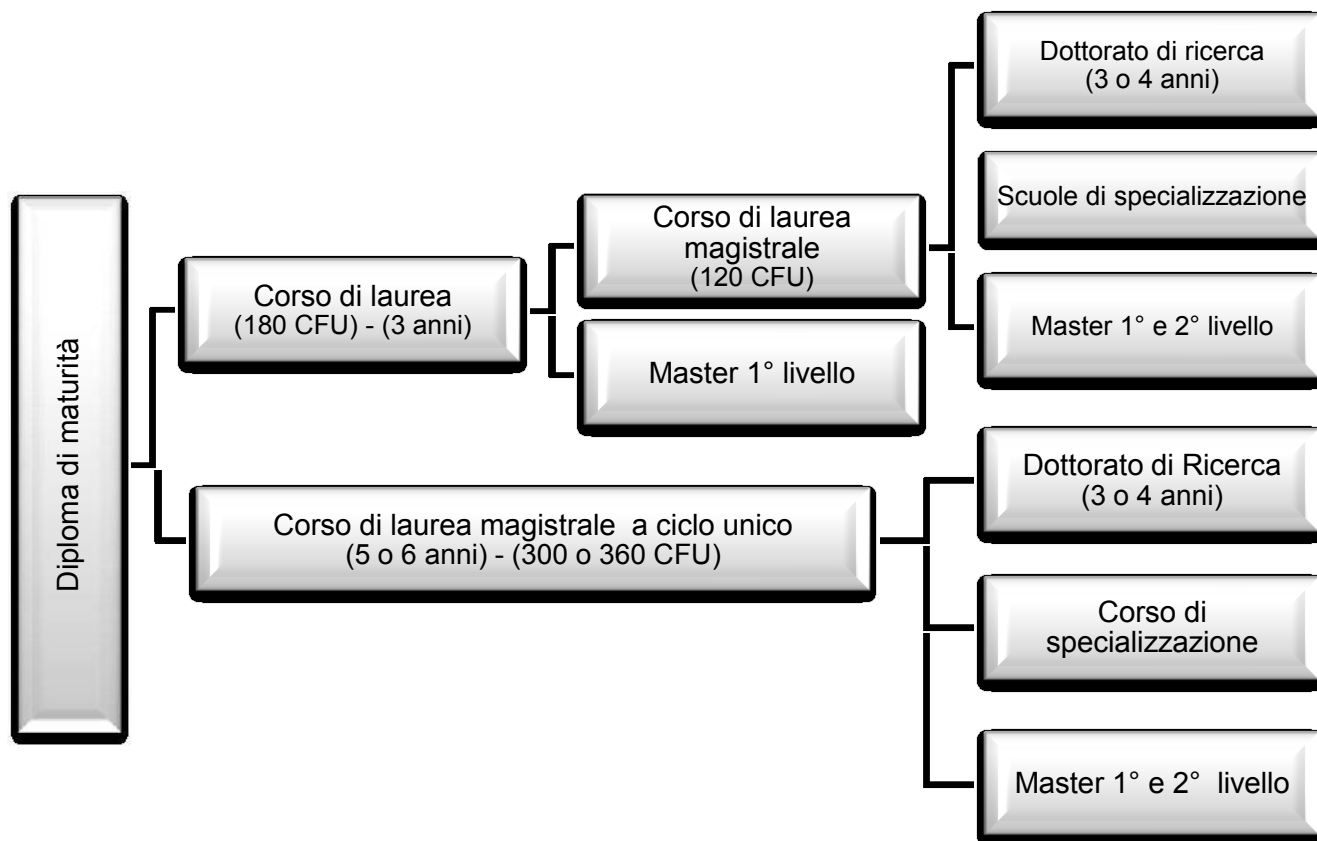 Diploma di maturità
Corso di laurea
(180 CFU) - (3 anni)
Corso di laurea
magistrale
(120 CFU)
Master 1° livello
Dottorato di ricerca
(3 o 4 anni)
Scuole di specializzazione
Master 1° e 2° livello
Corso di laurea magistrale a ciclo unico
(5 o 6 anni) - (300 o 360 CFU)
Dottorato di Ricerca
(3 o 4 anni)
Corso di
specializzazione
Master 1° e 2° livello